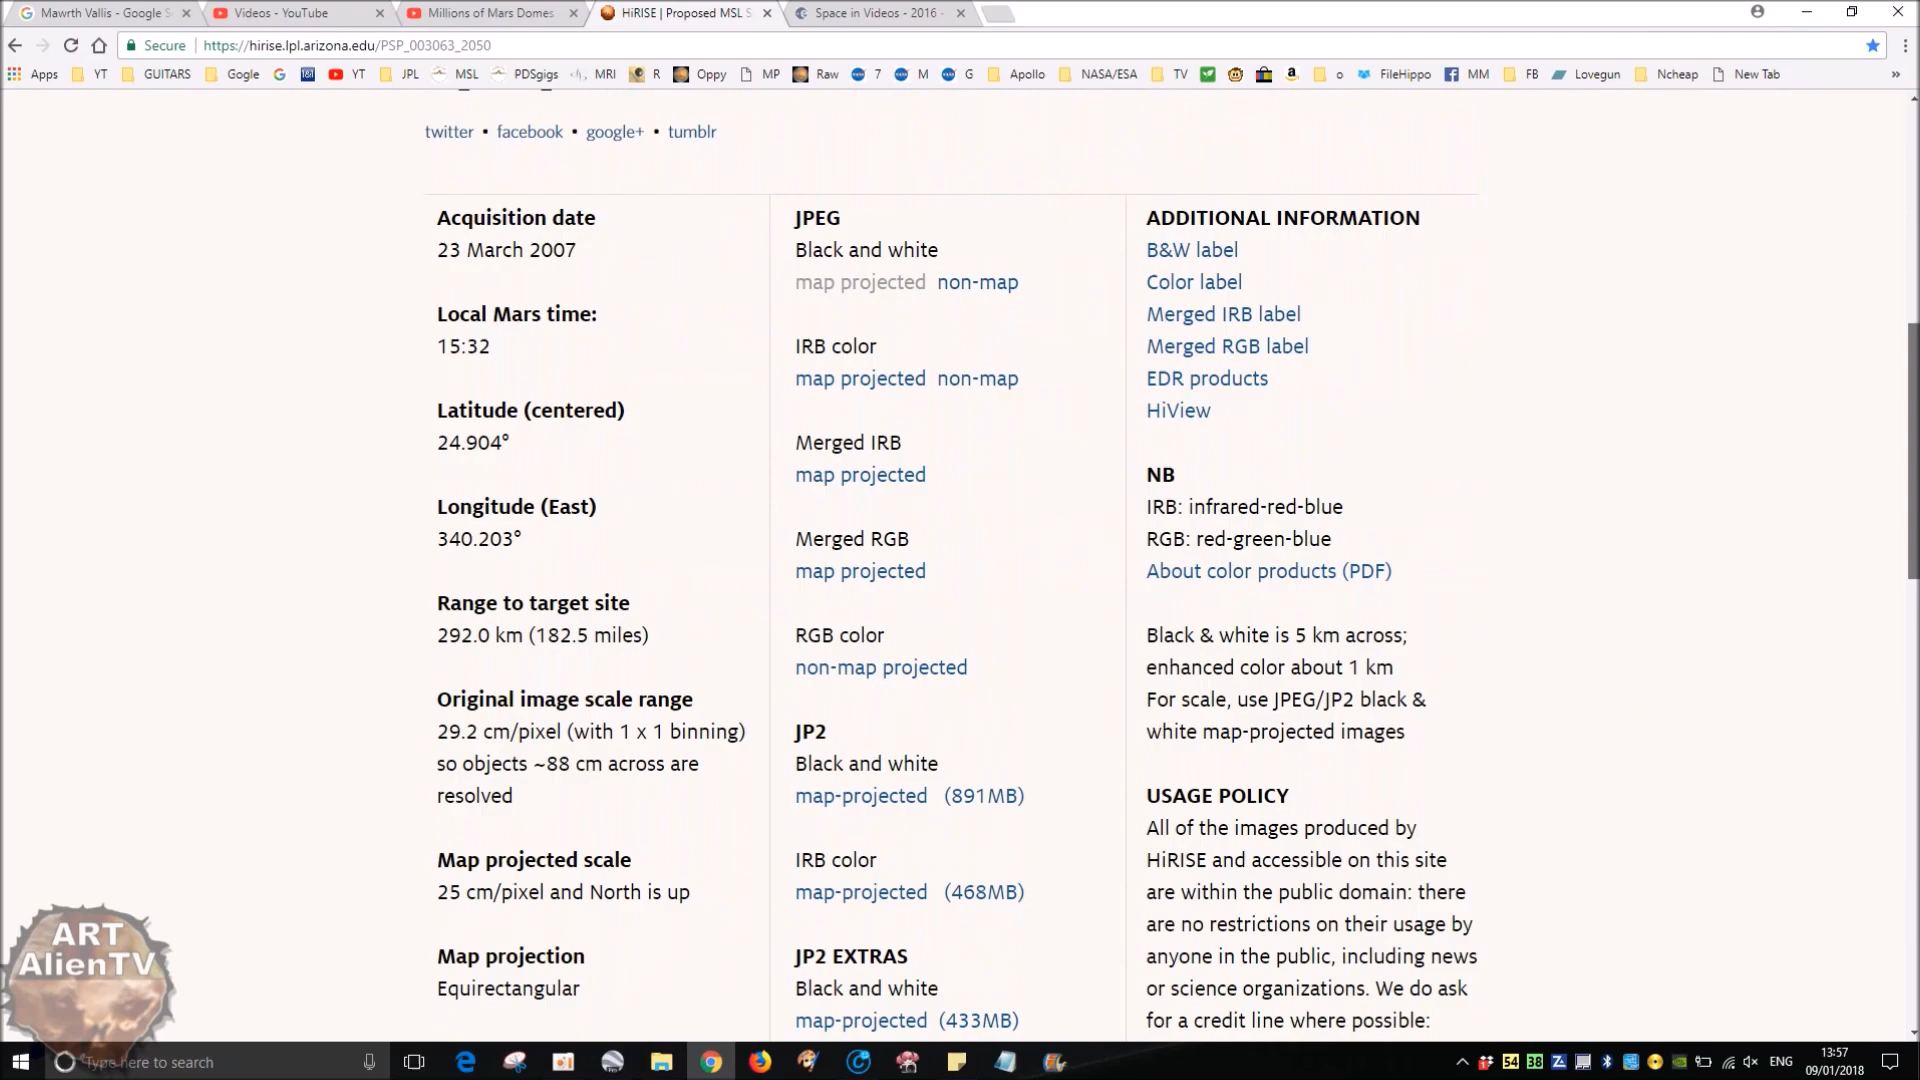 Mawrth Vallis - Google S
Videos - YouTube
Millions of Mars Domes
HiRISE | Proposed MSL S
Space in Videos - 2016 -
Secure
https://hirise.lpl.arizona.edu/PSP_003063_2050
Apps YT GUITARS Gogle YT JPL MSL PDSgigs MRI R Oppy MP Raw 7 M G Apollo NASA/ESA TV o FileHippo MM FB Lovegun Ncheap New Tab »
twitter • facebook • google+ • tumblr
Acquisition date
23 March 2007
Local Mars time:
15:32
Latitude (centered)
24.904°
Longitude (East)
340.203°
Range to target site
292.0 km (182.5 miles)
Original image scale range
29.2 cm/pixel (with 1 x 1 binning)
so objects ~88 cm across are
resolved
Map projected scale
25 cm/pixel and North is up
Map projection
Equirectangular
JPEG
Black and white
map projected non-map
IRB color
map projected non-map
Merged IRB
map projected
Merged RGB
map projected
RGB color
non-map projected
JP2
Black and white
map-projected (891MB)
IRB color
map-projected (468MB)
JP2 EXTRAS
Black and white
map-projected (433MB)
ADDITIONAL INFORMATION
B&W label
Color label
Merged IRB label
Merged RGB label
EDR products
HiView
NB
IRB: infrared-red-blue
RGB: red-green-blue
About color products (PDF)
Black & white is 5 km across;
enhanced color about 1 km
For scale, use JPEG/JP2 black &
white map-projected images
USAGE POLICY
All of the images produced by
HiRISE and accessible on this site
are within the public domain: there
are no restrictions on their usage by
anyone in the public, including news
or science organizations. We do ask
for a credit line where possible:
ART
AlienTV
Type here to search
54 38 ENG
13:57
09/01/2018